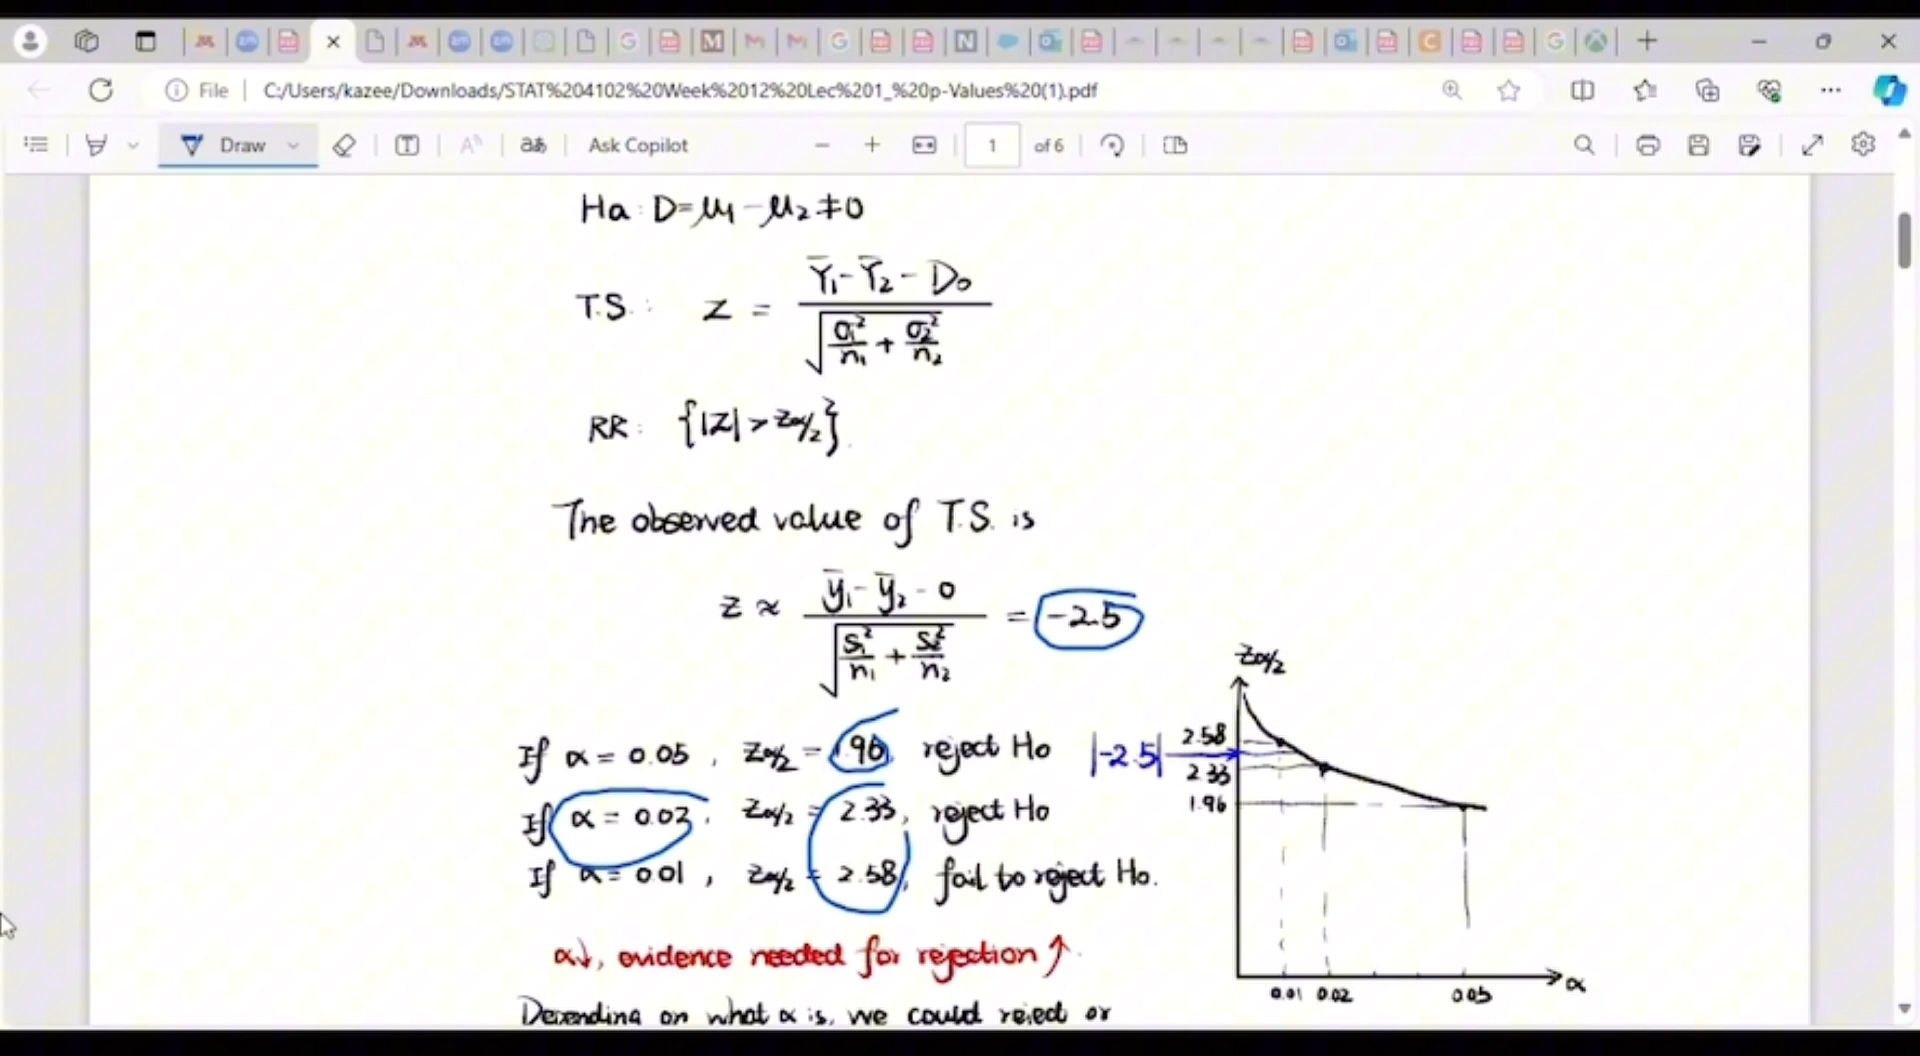 File | C:/Users/kazee/Downloads/STAT%204102%20Week%2012%20Lec%201_%20p-Values%20(1).pdf
Draw
Ask Copilot
1 of 6
Ha: D=μ₁-μ₂≠0
T.S.: Z = (Ȳ₁-Ȳ₂-D₀)/√(σ₁²/n₁ + σ₂²/n₂)
RR: {|Z| > Zα/2}.
The observed value of T.S. is
z ≈ (ȳ₁-ȳ₂-0)/√(S₁²/n₁ + S₂²/n₂) = -2.5
If α = 0.05, Zα/2 = 1.96, reject Ho
If α = 0.02, Zα/2 = 2.33, reject Ho
If α = 0.01, Zα/2 = 2.58, fail to reject Ho.
α↓, evidence needed for rejection ↑.
Depending on what α is, we could reject or
Zα/2
|-2.5|
2.58
2.33
1.96
0.01 0.02 0.05 α